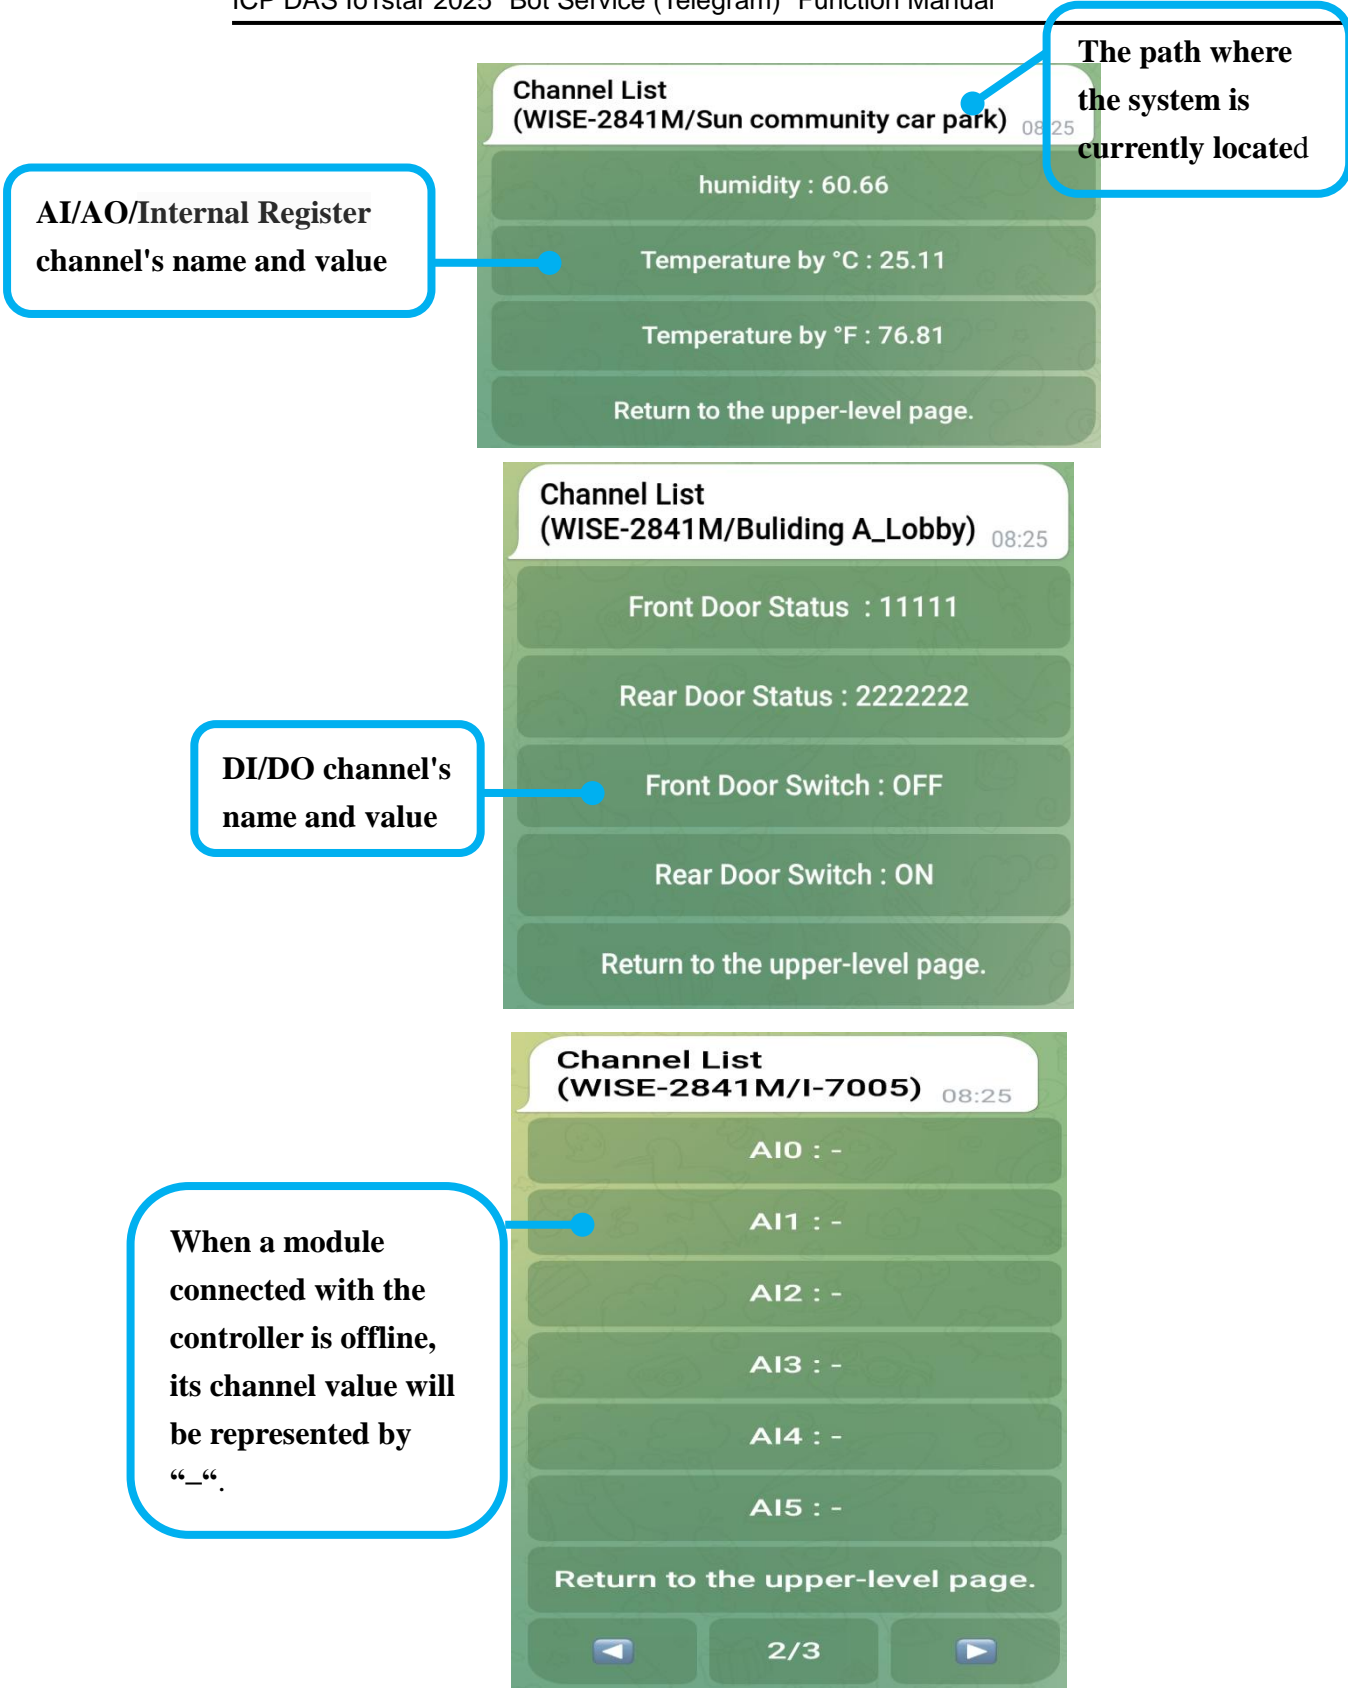 ICP DAS IoTstar 2025 "Bot Service (Telegram)" Function Manual
The path where
the system is
currently located
Channel List
(WISE-2841M/Sun community car park) 08:25
humidity : 60.66
AI/AO/Internal Register
channel's name and value
Temperature by °C : 25.11
Temperature by °F : 76.81
Return to the upper-level page.
Channel List
(WISE-2841M/Buliding A_Lobby) 08:25
Front Door Status : 11111
Rear Door Status : 2222222
DI/DO channel's
name and value
Front Door Switch : OFF
Rear Door Switch : ON
Return to the upper-level page.
Channel List
(WISE-2841M/I-7005) 08:25
AI0 : -
AI1 : -
When a module
connected with the
controller is offline,
its channel value will
be represented by
“–“.
AI2 : -
AI3 : -
AI4 : -
AI5 : -
Return to the upper-level page.
2/3